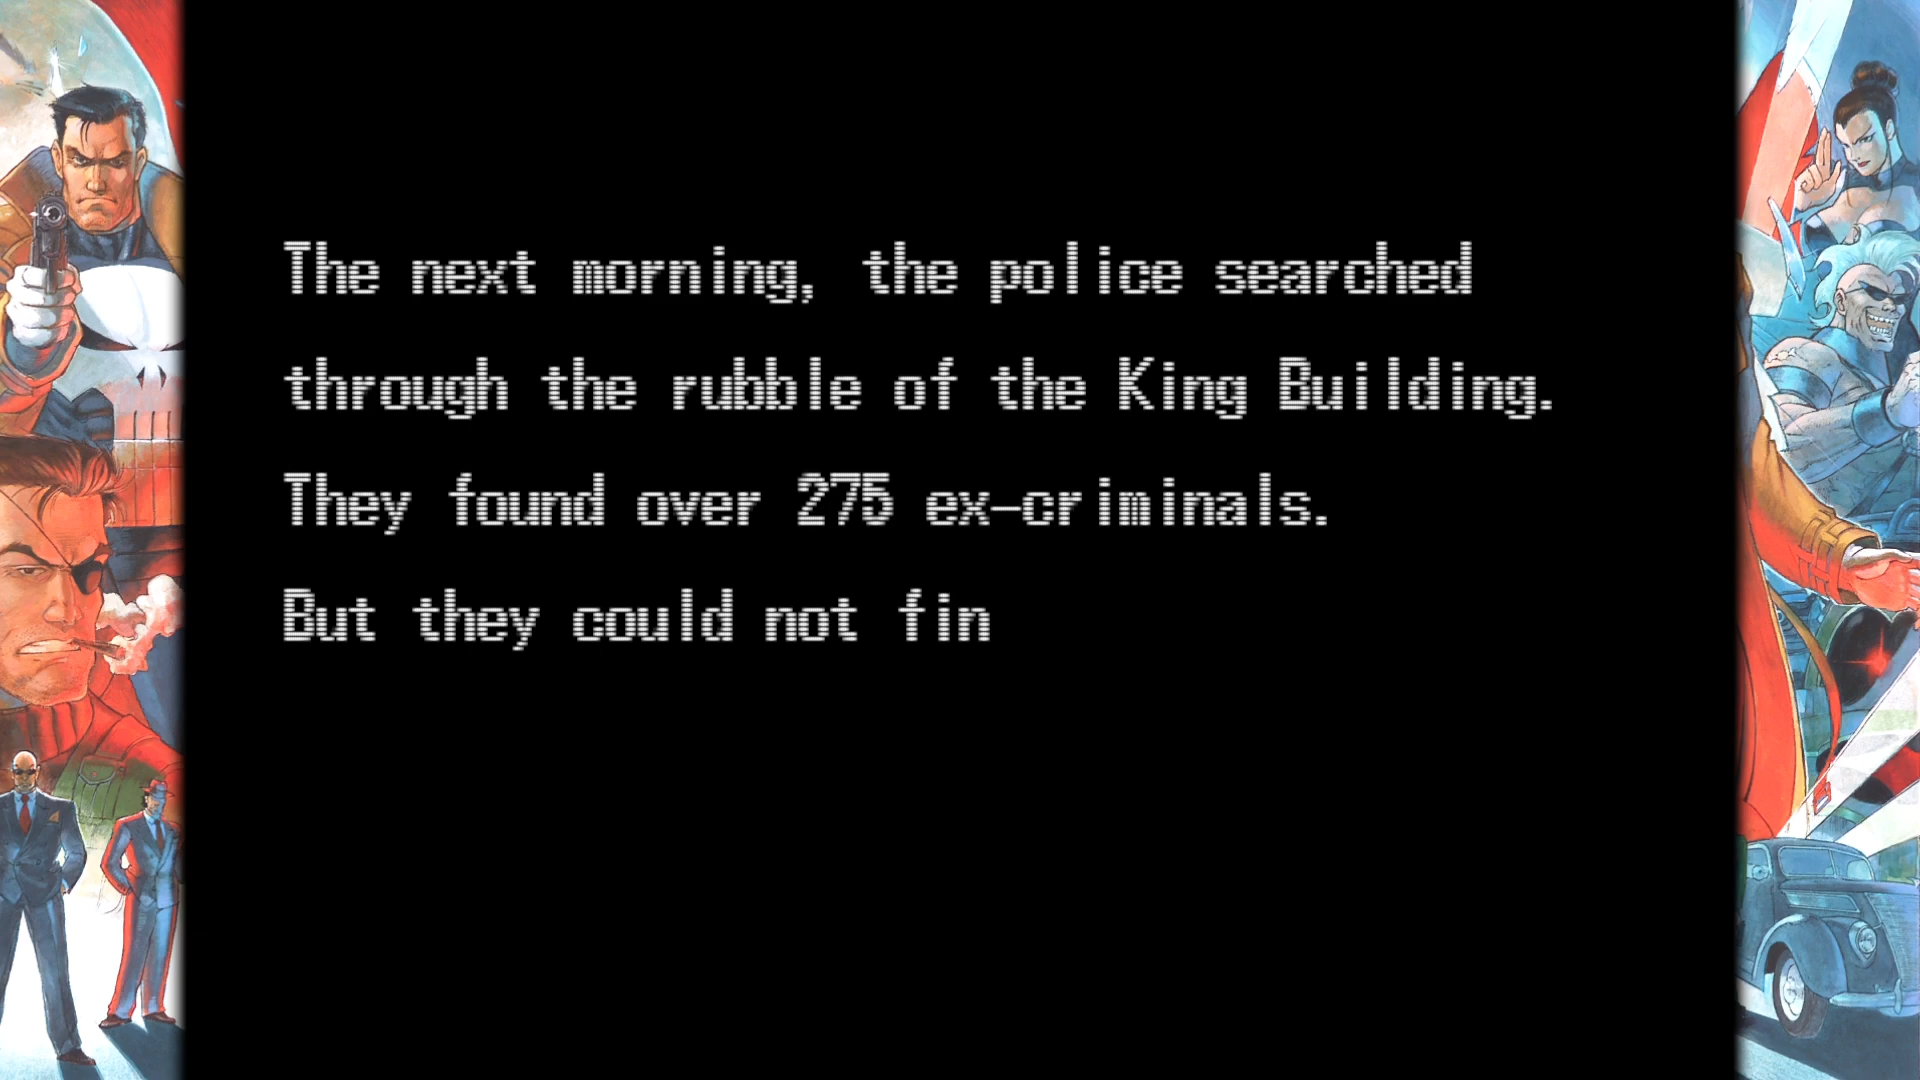 The next morning, the police searched
through the rubble of the King Building.
They found over 275 ex-criminals.
But they could not fin